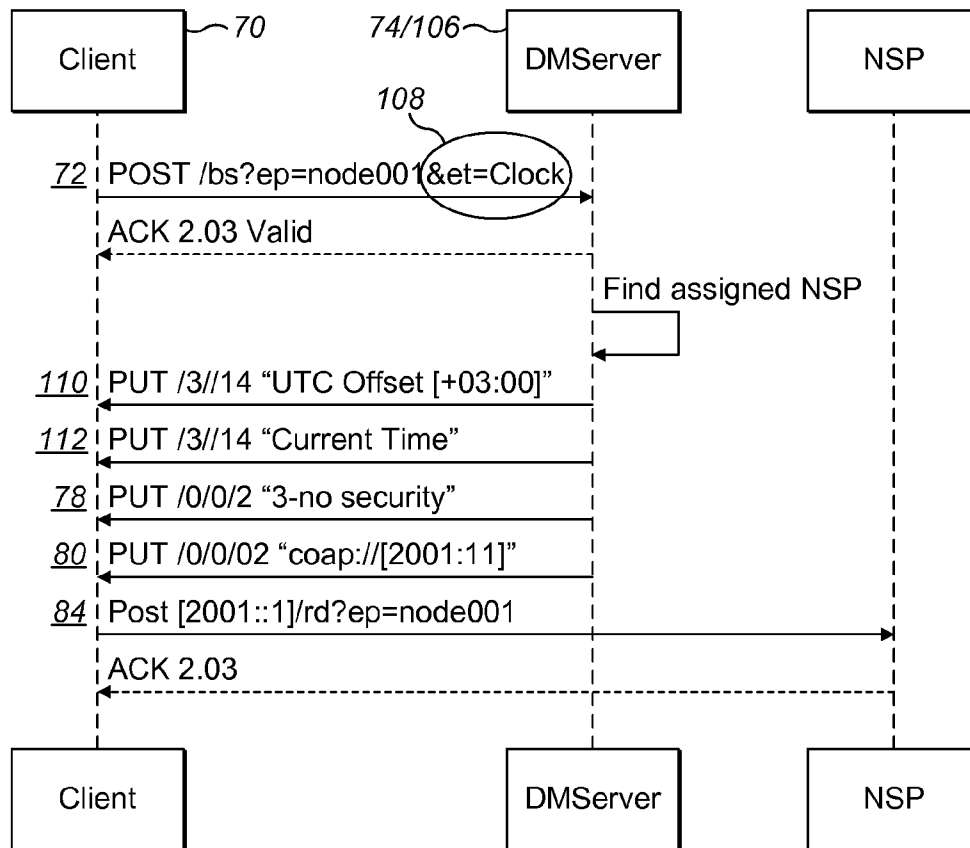 Client
70
74/106
DMServer
NSP
108
72 POST /bs?ep=node001&et=Clock
ACK 2.03 Valid
Find assigned NSP
110 PUT /3//14 “UTC Offset [+03:00]”
112 PUT /3//14 “Current Time”
78 PUT /0/0/2 “3-no security”
80 PUT /0/0/02 “coap://[2001:11]”
84 Post [2001::1]/rd?ep=node001
ACK 2.03
Client
DMServer
NSP